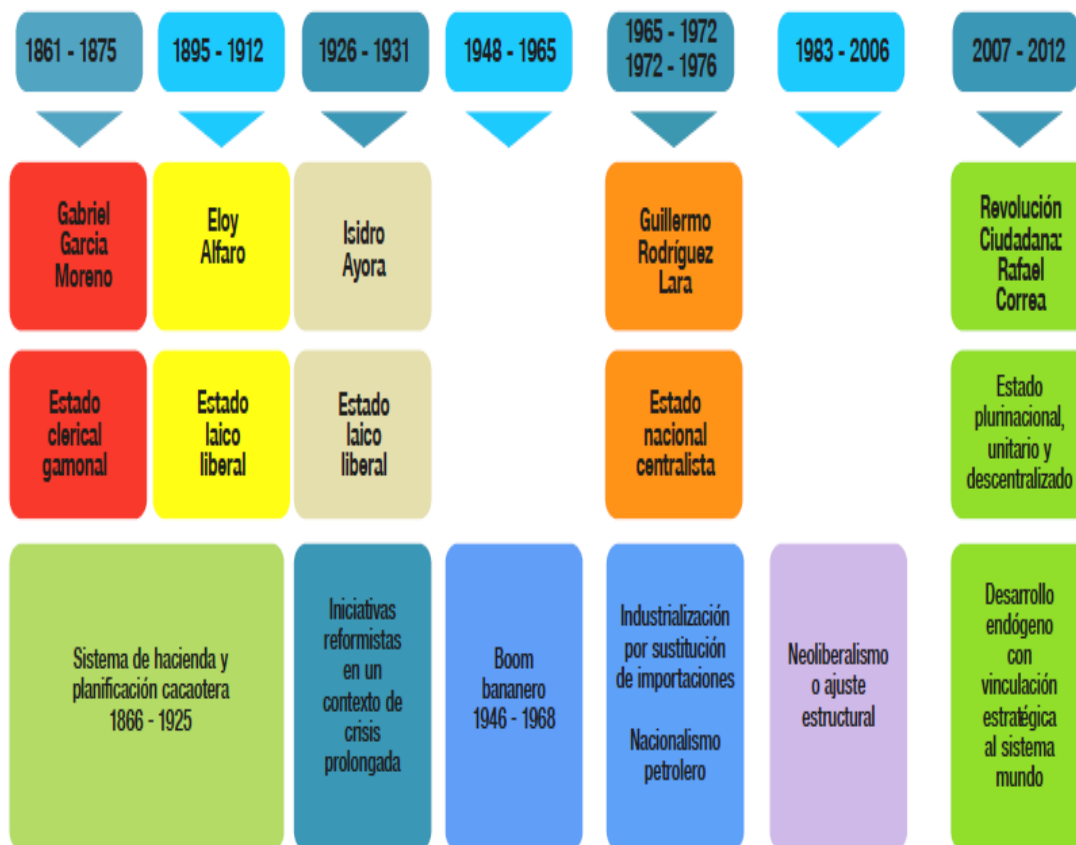 1861 - 1875
1895 - 1912
1926 - 1931
1948 - 1965
1965 - 1972
1972 - 1976
1983 - 2006
2007 - 2012
Gabriel
Garcia
Moreno
Eloy
Alfaro
Isidro
Ayora
Guillermo
Rodríguez
Lara
Revolución
Ciudadana:
Rafael
Correa
Estado
clerical
gamonal
Estado
laico
liberal
Estado
laico
liberal
Estado
nacional
centralista
Estado
plurinacional,
unitario y
descentralizado
Sistema de hacienda y
planificación cacaotera
1866 - 1925
Iniciativas
reformistas
en un
contexto de
crisis
prolongada
Boom
bananero
1946 - 1968
Industrialización
por sustitución
de importaciones
Nacionalismo
petrolero
Neoliberalismo
o ajuste
estructural
Desarrollo
endógeno
con
vinculación
estratégica
al sistema
mundo